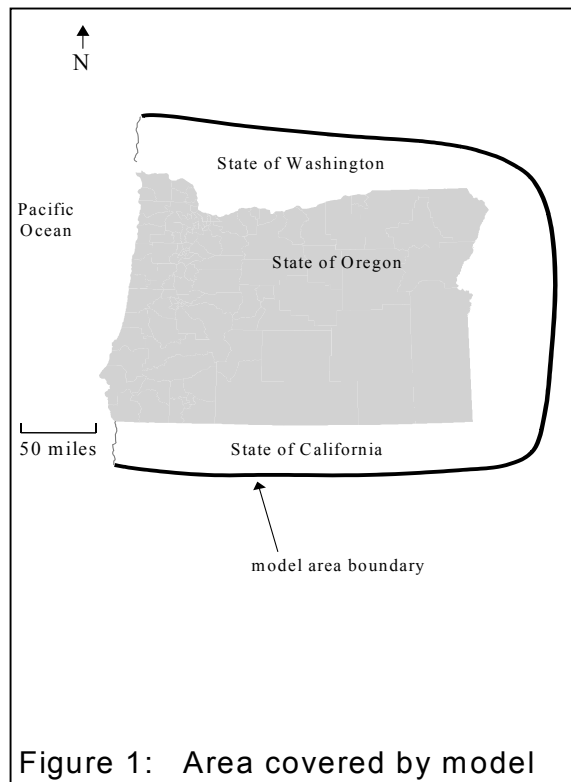 N
State of Washington
Pacific
Ocean
State of Oregon
50 miles
State of California
model area boundary
Figure 1: Area covered by model